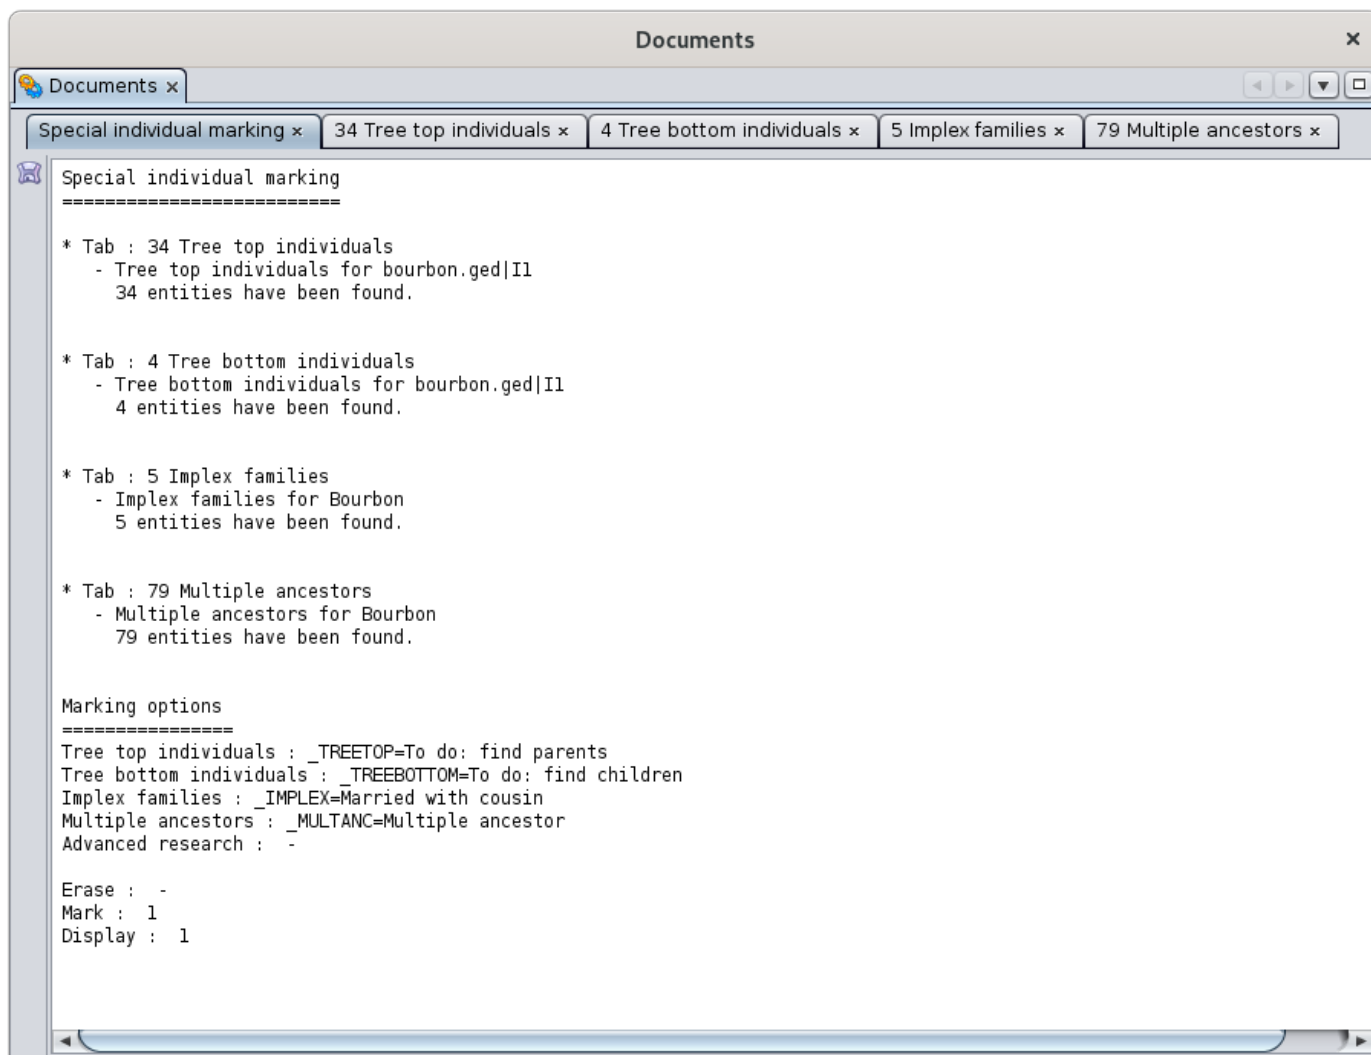 Documents
Documents
Special individual marking
34 Tree top individuals
4 Tree bottom individuals
5 Implex families
79 Multiple ancestors
Special individual marking
==========================
* Tab : 34 Tree top individuals
- Tree top individuals for bourbon.ged|I1
34 entities have been found.
* Tab : 4 Tree bottom individuals
- Tree bottom individuals for bourbon.ged|I1
4 entities have been found.
* Tab : 5 Implex families
- Implex families for Bourbon
5 entities have been found.
* Tab : 79 Multiple ancestors
- Multiple ancestors for Bourbon
79 entities have been found.
Marking options
================
Tree top individuals : _TREETOP=To do: find parents
Tree bottom individuals : _TREEBOTTOM=To do: find children
Implex families : _IMPLEX=Married with cousin
Multiple ancestors : _MULTANC=Multiple ancestor
Advanced research :  -
Erase :  -
Mark :  1
Display :  1